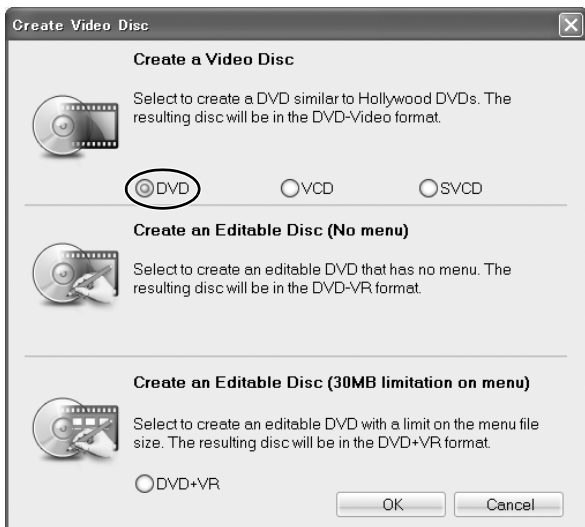 Create Video Disc
Create a Video Disc
Select to create a DVD similar to Hollywood DVDs. The
resulting disc will be in the DVD-Video format.
DVD VCD SVCD
Create an Editable Disc (No menu)
Select to create an editable DVD that has no menu. The
resulting disc will be in the DVD-VR format.
Create an Editable Disc (30MB limitation on menu)
Select to create an editable DVD with a limit on the menu file
size. The resulting disc will be in the DVD+VR format.
DVD+VR
OK Cancel